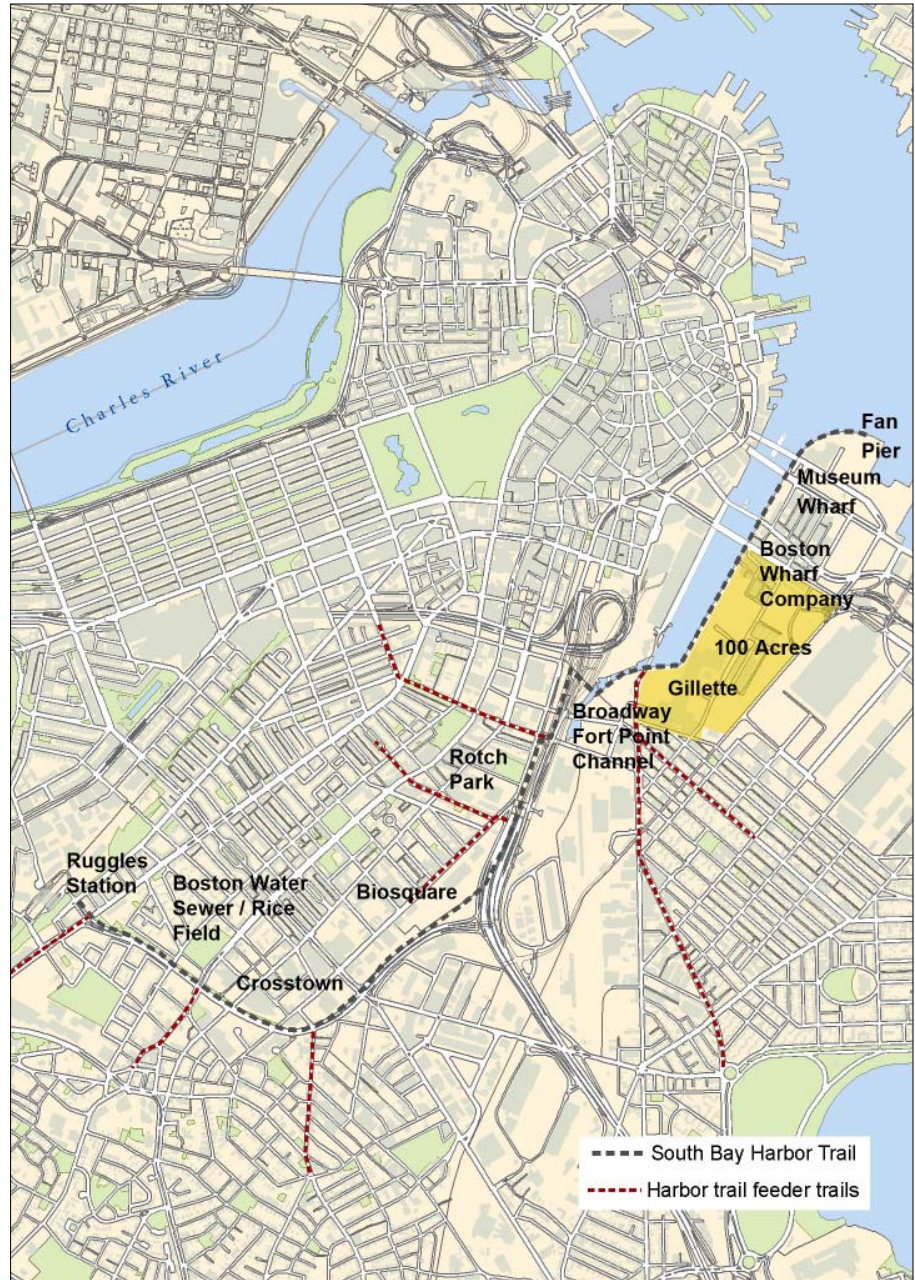 Charles River
Fan
Pier
Museum
Wharf
Boston
Wharf
Company
100 Acres
Gillette
Broadway
Fort Point
Channel
Rotch
Park
Ruggles
Station
Boston Water
Sewer / Rice
Field
Biosquare
Crosstown
South Bay Harbor Trail
Harbor trail feeder trails